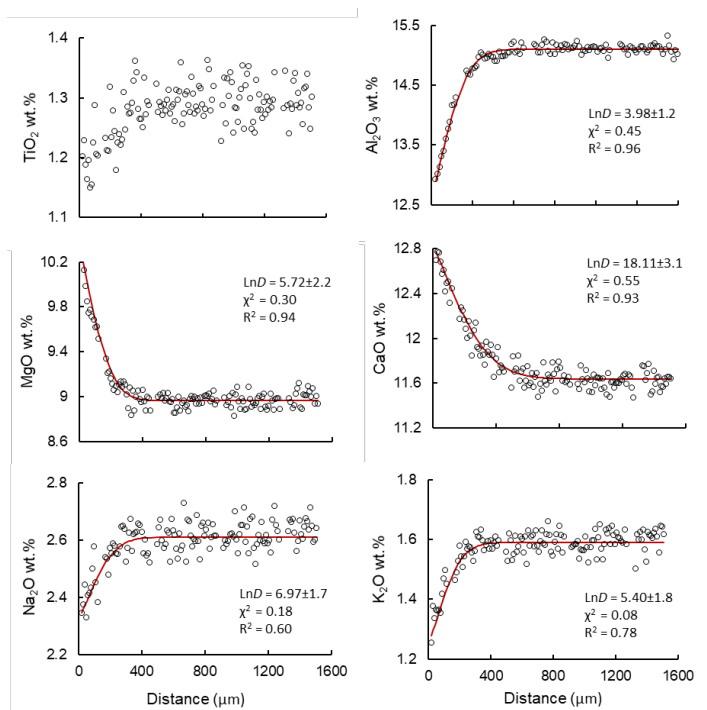 1.4
1.3
1.2
1.1
TiO₂ wt.%
15.5
14.5
13.5
12.5
Al₂O₃ wt.%
LnD = 3.98±1.2
χ² = 0.45
R² = 0.96
10.2
9.8
9.4
9
8.6
MgO wt.%
LnD = 5.72±2.2
χ² = 0.30
R² = 0.94
12.8
12.4
12
11.6
11.2
CaO wt.%
LnD = 18.11±3.1
χ² = 0.55
R² = 0.93
2.8
2.6
2.4
2.2
Na₂O wt.%
LnD = 6.97±1.7
χ² = 0.18
R² = 0.60
0 400 800 1200 1600
Distance (μm)
1.8
1.6
1.4
1.2
K₂O wt.%
LnD = 5.40±1.8
χ² = 0.08
R² = 0.78
0 400 800 1200 1600
Distance (μm)